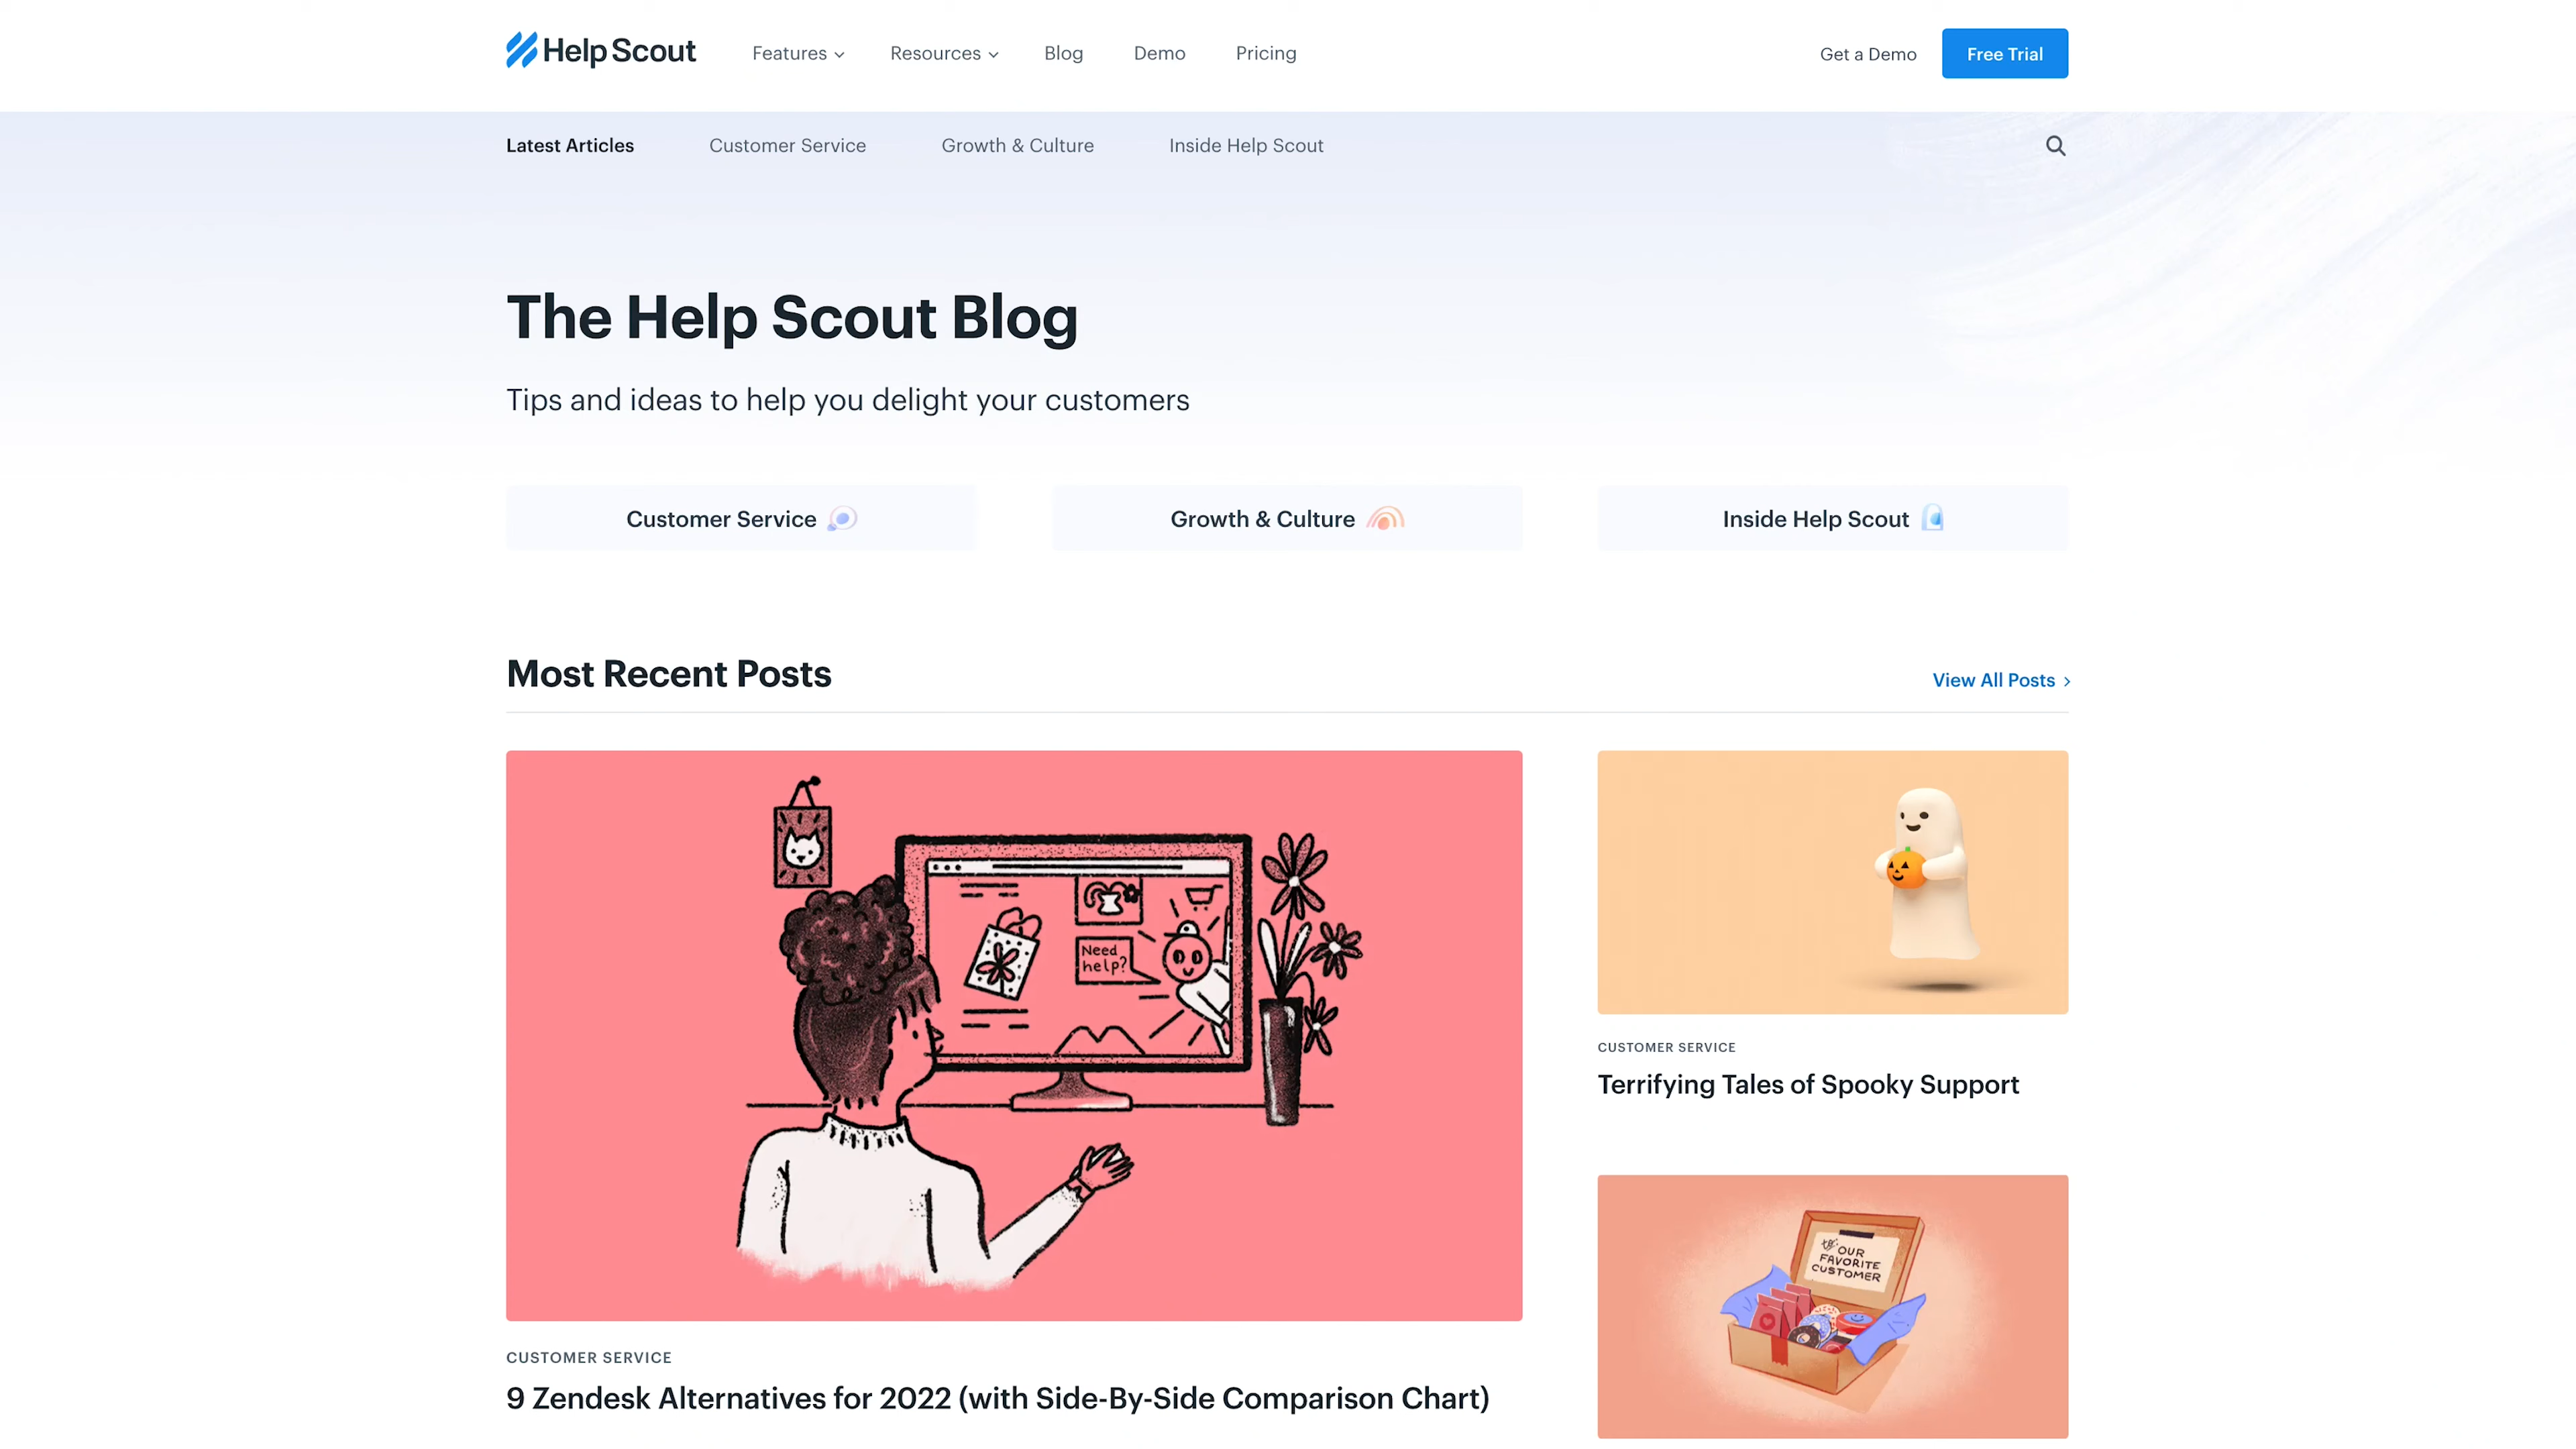 Help Scout
Features
Resources
Blog
Demo
Pricing
Get a Demo
Free Trial
Latest Articles
Customer Service
Growth & Culture
Inside Help Scout
The Help Scout Blog
Tips and ideas to help you delight your customers
Customer Service
Growth & Culture
Inside Help Scout
Most Recent Posts
View All Posts
Need
help?
CUSTOMER SERVICE
9 Zendesk Alternatives for 2022 (with Side-By-Side Comparison Chart)
CUSTOMER SERVICE
Terrifying Tales of Spooky Support
OUR
FAVORITE
CUSTOMER